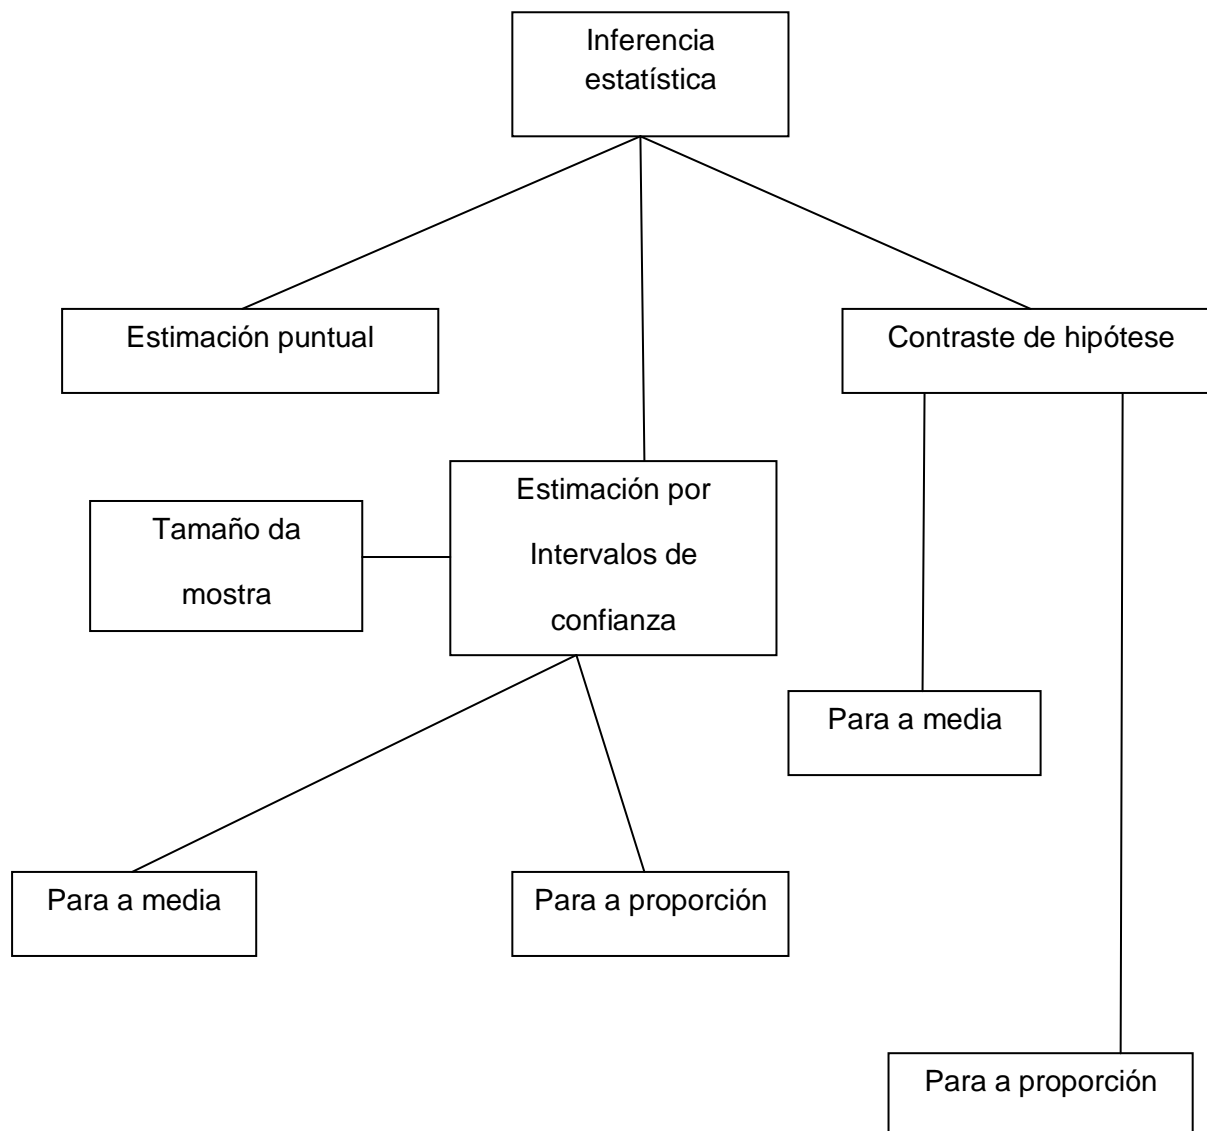 Inferencia
estatística
Estimación puntual
Contraste de hipótese
Estimación por
Intervalos de
confianza
Tamaño da
mostra
Para a media
Para a media
Para a proporción
Para a proporción